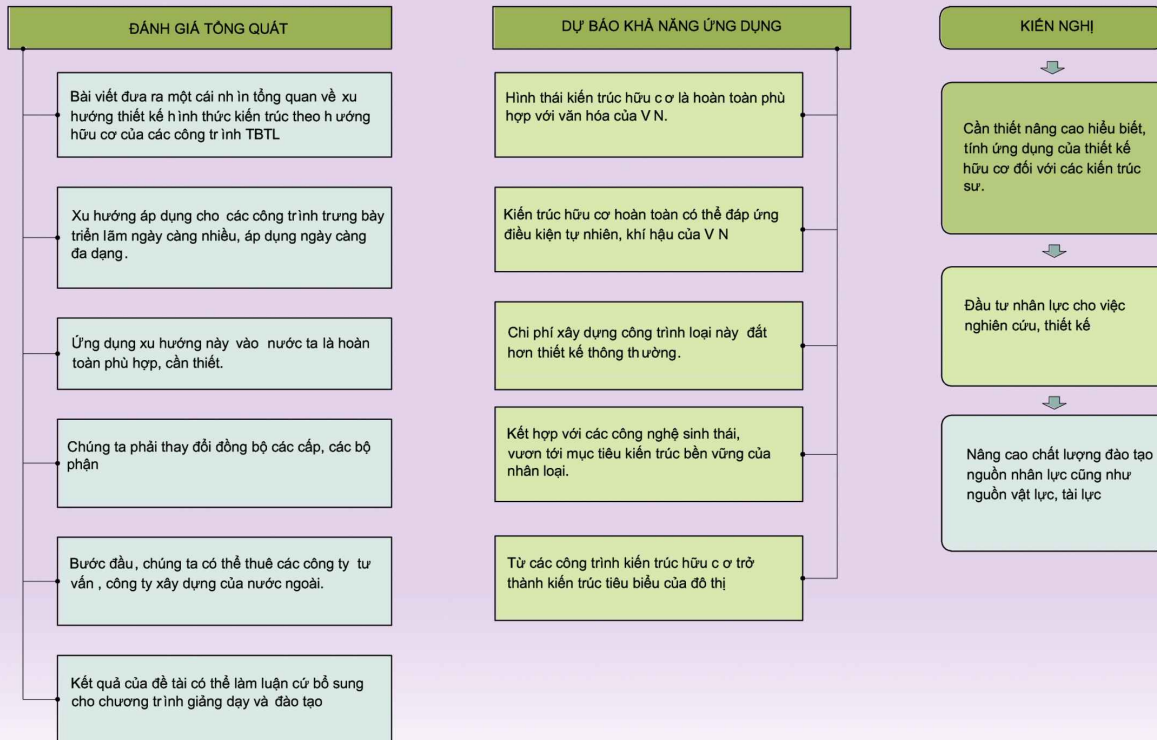 ĐÁNH GIÁ TỔNG QUÁT
Bài viết đưa ra một cái nhìn tổng quan về xu
hướng thiết kế hình thức kiến trúc theo hướng
hữu cơ của các công trình TBTL
Xu hướng áp dụng cho các công trình trưng bày
triển lãm ngày càng nhiều, áp dụng ngày càng
đa dạng.
Ứng dụng xu hướng này vào nước ta là hoàn
toàn phù hợp, cần thiết.
Chúng ta phải thay đổi đồng bộ các cấp, các bộ
phận
Bước đầu, chúng ta có thể thuê các công ty tư
vấn , công ty xây dựng của nước ngoài.
Kết quả của đề tài có thể làm luận cứ bổ sung
cho chương trình giảng dạy và đào tạo
DỰ BÁO KHẢ NĂNG ỨNG DỤNG
Hình thái kiến trúc hữu cơ là hoàn toàn phù
hợp với văn hóa của VN.
Kiến trúc hữu cơ hoàn toàn có thể đáp ứng
điều kiện tự nhiên, khí hậu của VN
Chi phí xây dựng công trình loại này đắt
hơn thiết kế thông thường.
Kết hợp với các công nghệ sinh thái,
vươn tới mục tiêu kiến trúc bền vững của
nhân loại.
Từ các công trình kiến trúc hữu cơ trở
thành kiến trúc tiêu biểu của đô thị
KIẾN NGHỊ
Cần thiết nâng cao hiểu biết,
tính ứng dụng của thiết kế
hữu cơ đối với các kiến trúc
sư.
Đầu tư nhân lực cho việc
nghiên cứu, thiết kế
Nâng cao chất lượng đào tạo
nguồn nhân lực cũng như
nguồn vật lực, tài lực